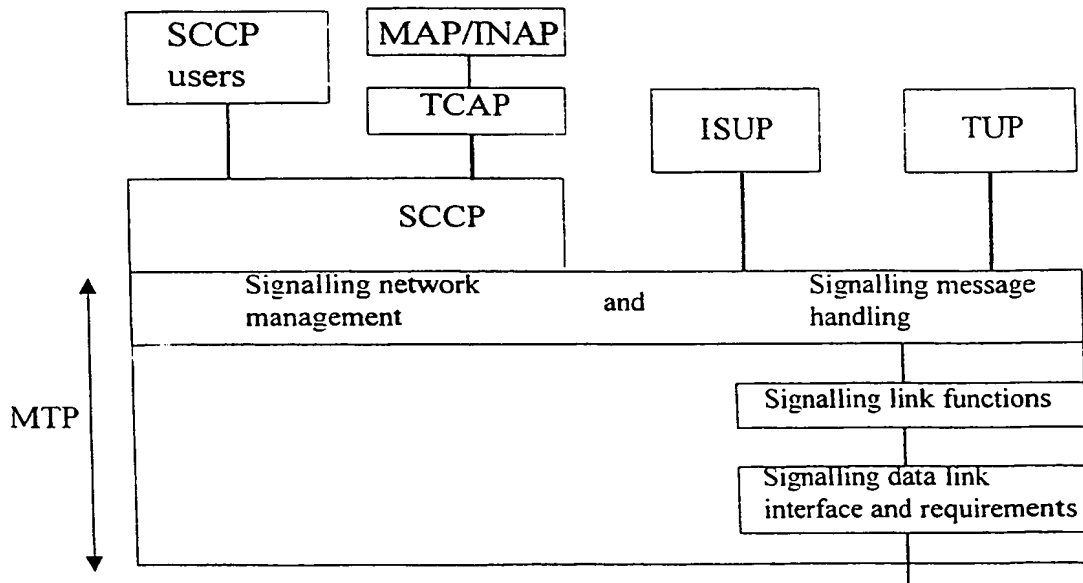 SCCP
users
MAP/INAP
TCAP
ISUP
TUP
SCCP
Signalling network
management
and
Signalling message
handling
MTP
Signalling link functions
Signalling data link
interface and requirements